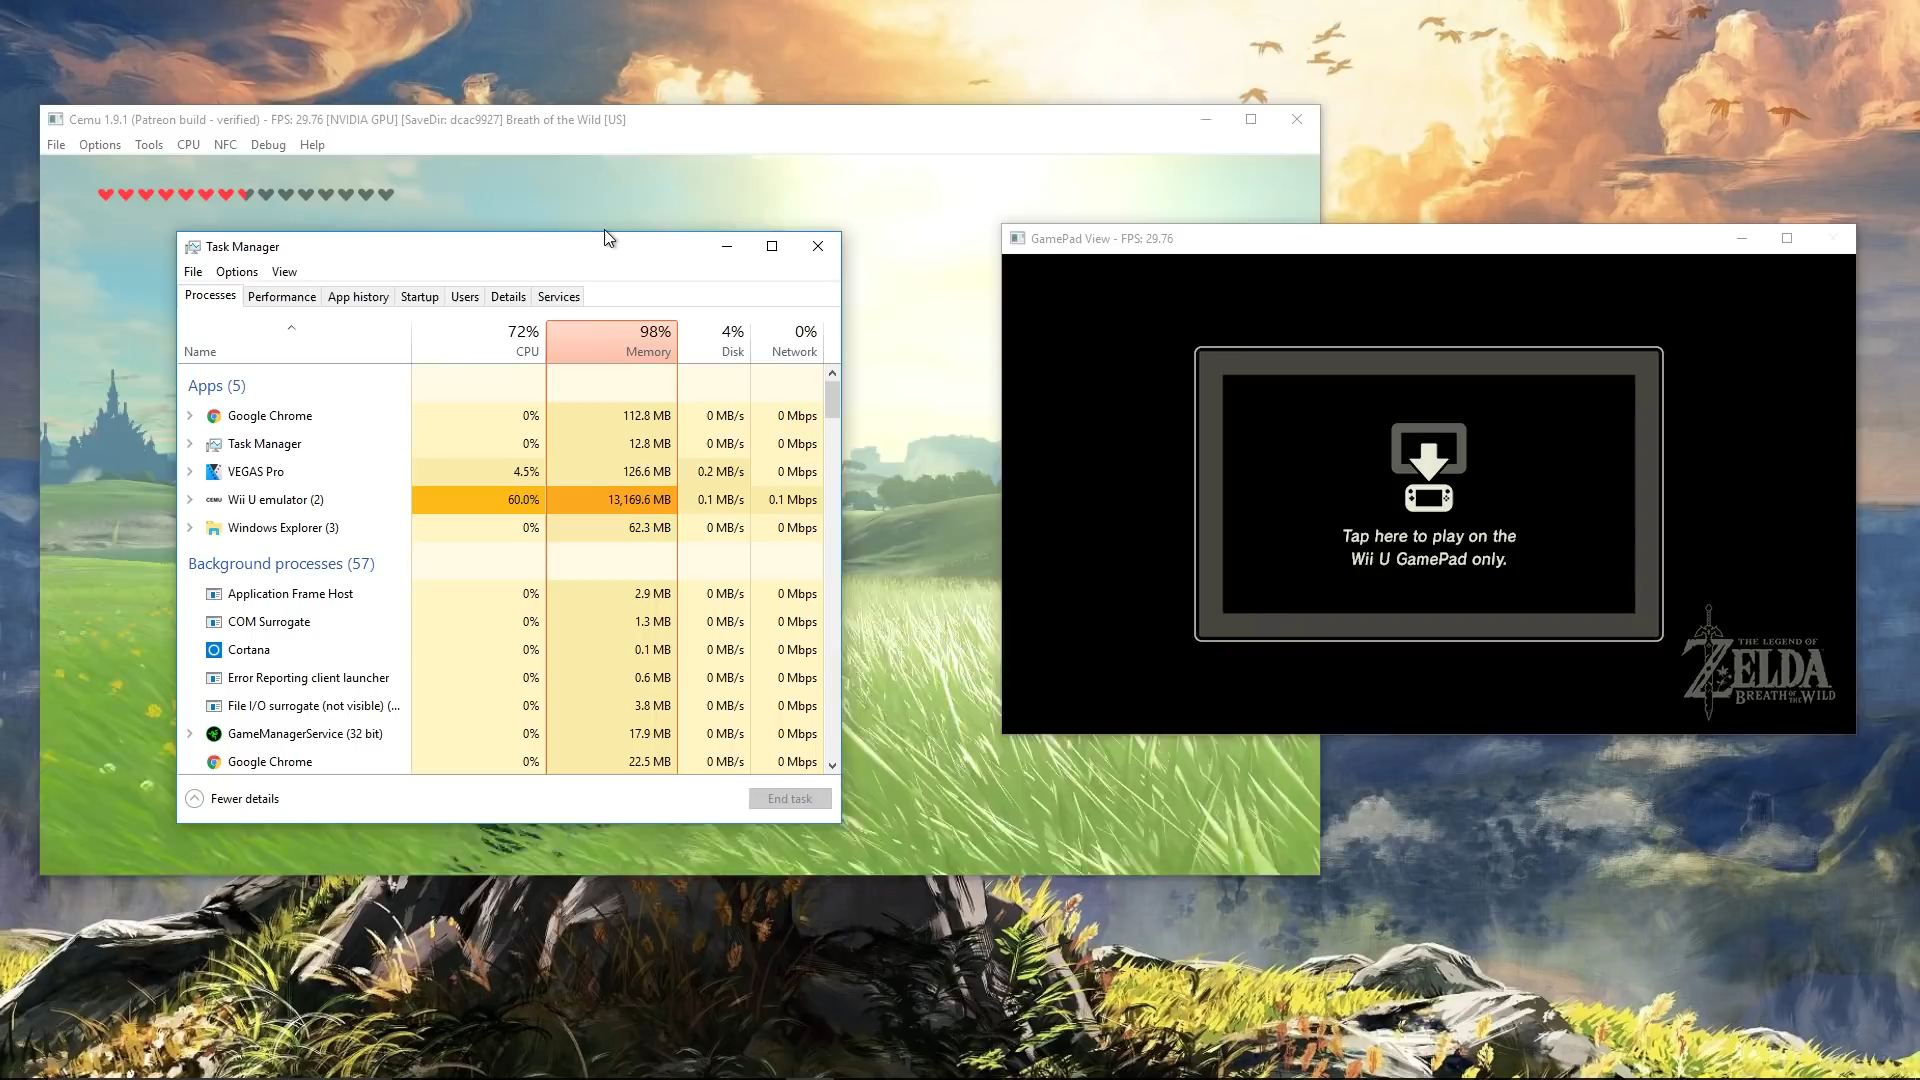 Cemu 1.9.1 (Patreon build - verified) - FPS: 29.76 [NVIDIA GPU] [SaveDir: dcac9927] Breath of the Wild [US]
File Options Tools CPU NFC Debug Help
Task Manager
File Options View
Processes Performance App history Startup Users Details Services
72% 98% 4% 0%
Name CPU Memory Disk Network
Apps (5)
Google Chrome 0% 112.8 MB 0 MB/s 0 Mbps
Task Manager 0% 12.8 MB 0 MB/s 0 Mbps
VEGAS Pro 4.5% 126.6 MB 0.2 MB/s 0 Mbps
CEMU Wii U emulator (2) 60.0% 13,169.6 MB 0.1 MB/s 0.1 Mbps
Windows Explorer (3) 0% 62.3 MB 0 MB/s 0 Mbps
Background processes (57)
Application Frame Host 0% 2.9 MB 0 MB/s 0 Mbps
COM Surrogate 0% 1.3 MB 0 MB/s 0 Mbps
Cortana 0% 0.1 MB 0 MB/s 0 Mbps
Error Reporting client launcher 0% 0.6 MB 0 MB/s 0 Mbps
File I/O surrogate (not visible) (... 0% 3.8 MB 0 MB/s 0 Mbps
GameManagerService (32 bit) 0% 17.9 MB 0 MB/s 0 Mbps
Google Chrome 0% 22.5 MB 0 MB/s 0 Mbps
Fewer details End task
GamePad View - FPS: 29.76
Tap here to play on the
Wii U GamePad only.
THE LEGEND OF
ZELDA
BREATH OF THE WILD